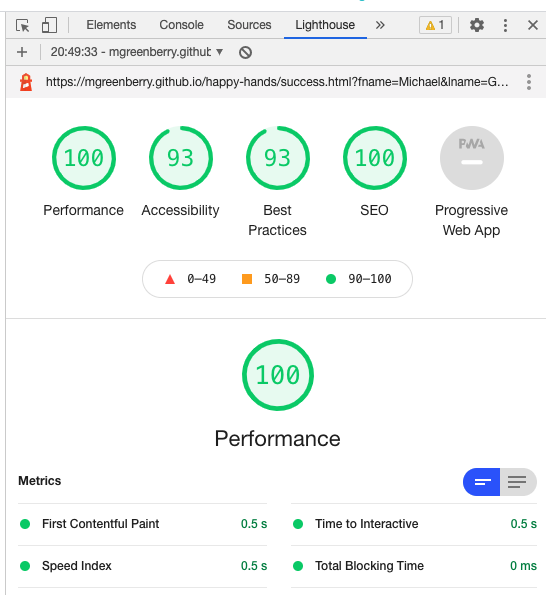 Elements Console Sources Lighthouse » 1
20:49:33 - mgreenberry.github
https://mgreenberry.github.io/happy-hands/success.html?fname=Michael&lname=G...
100 93 93 100 PWA
Performance Accessibility Best Practices SEO Progressive Web App
0–49 50–89 90–100
100
Performance
Metrics
First Contentful Paint 0.5 s Time to Interactive 0.5 s
Speed Index 0.5 s Total Blocking Time 0 ms